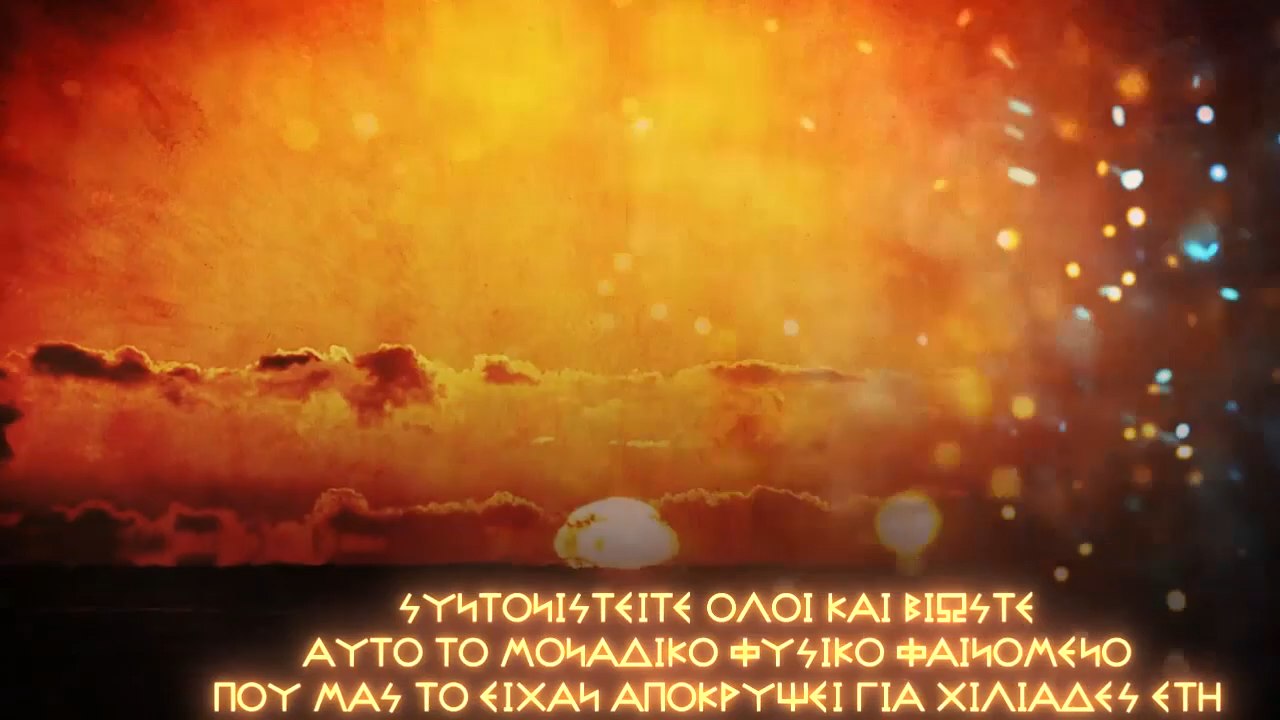 ΣΥΝΤΟΝΙΣΤΕΙΤΕ ΟΛΟΙ ΚΑΙ ΒΙΩΣΤΕ
ΑΥΤΟ ΤΟ ΜΟΝΑΔΙΚΟ ΦΥΣΙΚΟ ΦΑΙΝΟΜΕΝΟ
ΠΟΥ ΜΑΣ ΤΟ ΕΙΧΑΝ ΑΠΟΚΡΥΨΕΙ ΓΙΑ ΧΙΛΙΑΔΕΣ ΕΤΗ